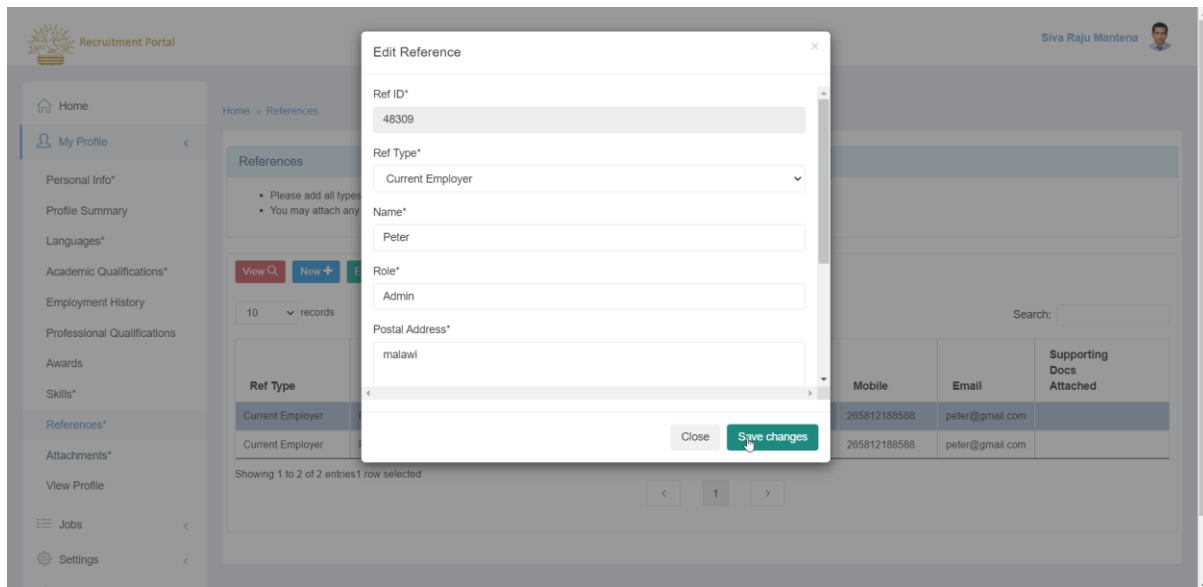 Recruitment Portal
Siva Raju Mantena
Home
My Profile
Personal Info*
Profile Summary
Languages*
Academic Qualifications*
Employment History
Professional Qualifications
Awards
Skills*
References*
Attachments*
View Profile
Jobs
Settings
Home
References
References
Please add all types
You may attach any
View
New
E
10 records
Search:
Ref Type
Mobile
Email
Supporting
Docs
Attached
Current Employer
265812188588
peter@gmail.com
Current Employer
265812188588
peter@gmail.com
Showing 1 to 2 of 2 entries1 row selected
< 1 >
Edit Reference
×
Ref ID*
48309
Ref Type*
Current Employer
Name*
Peter
Role*
Admin
Postal Address*
malawi
Close
Save changes